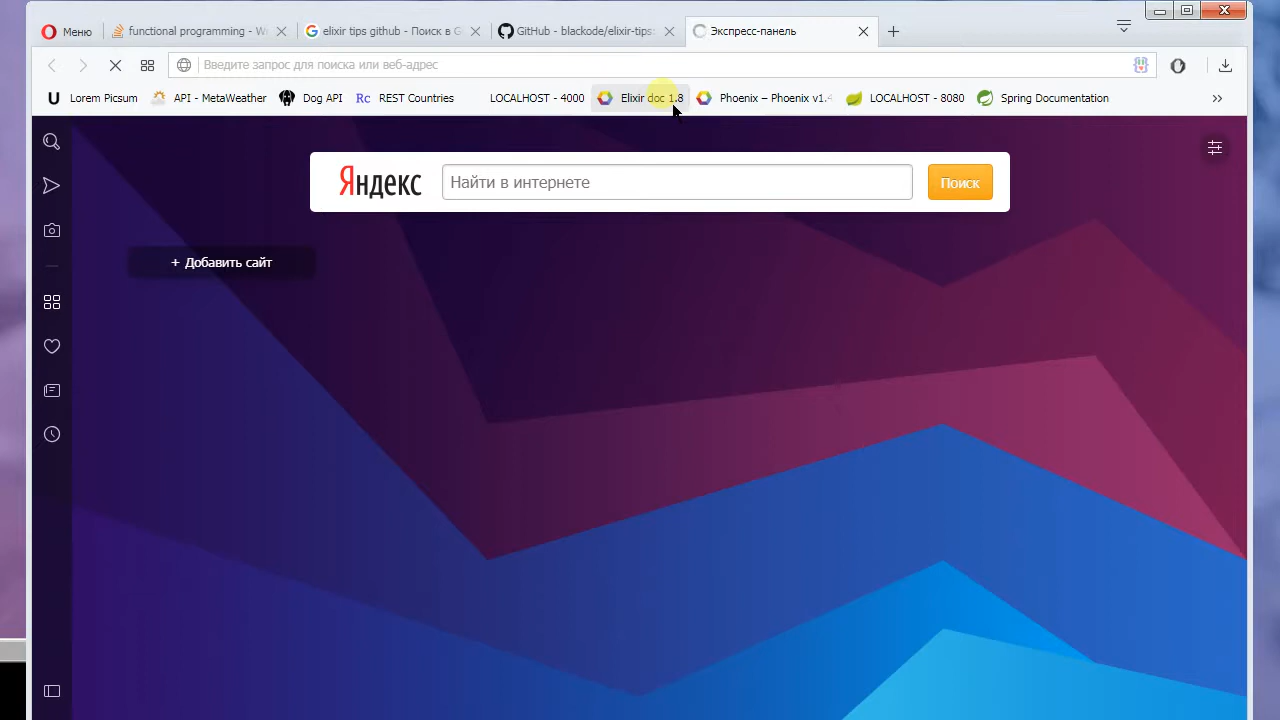 Меню
functional programming - W
elixir tips github - Поиск в G
GitHub - blackode/elixir-tips
Экспресс-панель
Введите запрос для поиска или веб-адрес
U Lorem Picsum
API - MetaWeather
Dog API
Rc REST Countries
LOCALHOST - 4000
Elixir doc 1.8
Phoenix – Phoenix v1.4
LOCALHOST - 8080
Spring Documentation
Яндекс
Найти в интернете
Поиск
+ Добавить сайт